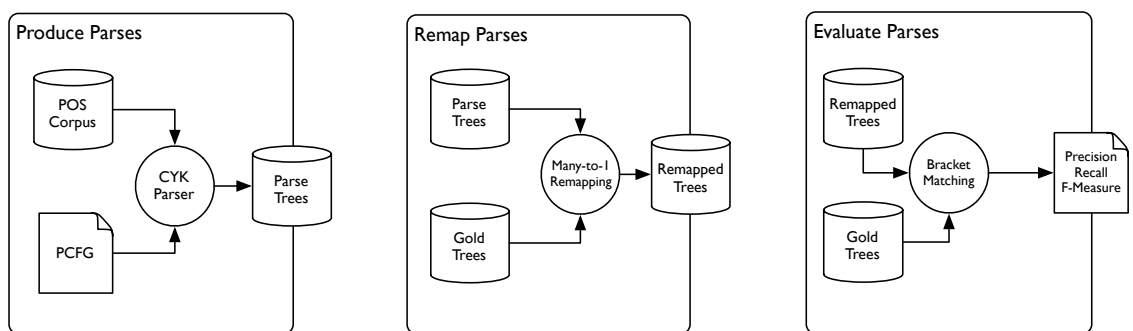 Produce Parses
POS
Corpus
CYK
Parser
Parse
Trees
PCFG
Remap Parses
Parse
Trees
Many-to-1
Remapping
Remapped
Trees
Gold
Trees
Evaluate Parses
Remapped
Trees
Bracket
Matching
Precision
Recall
F-Measure
Gold
Trees